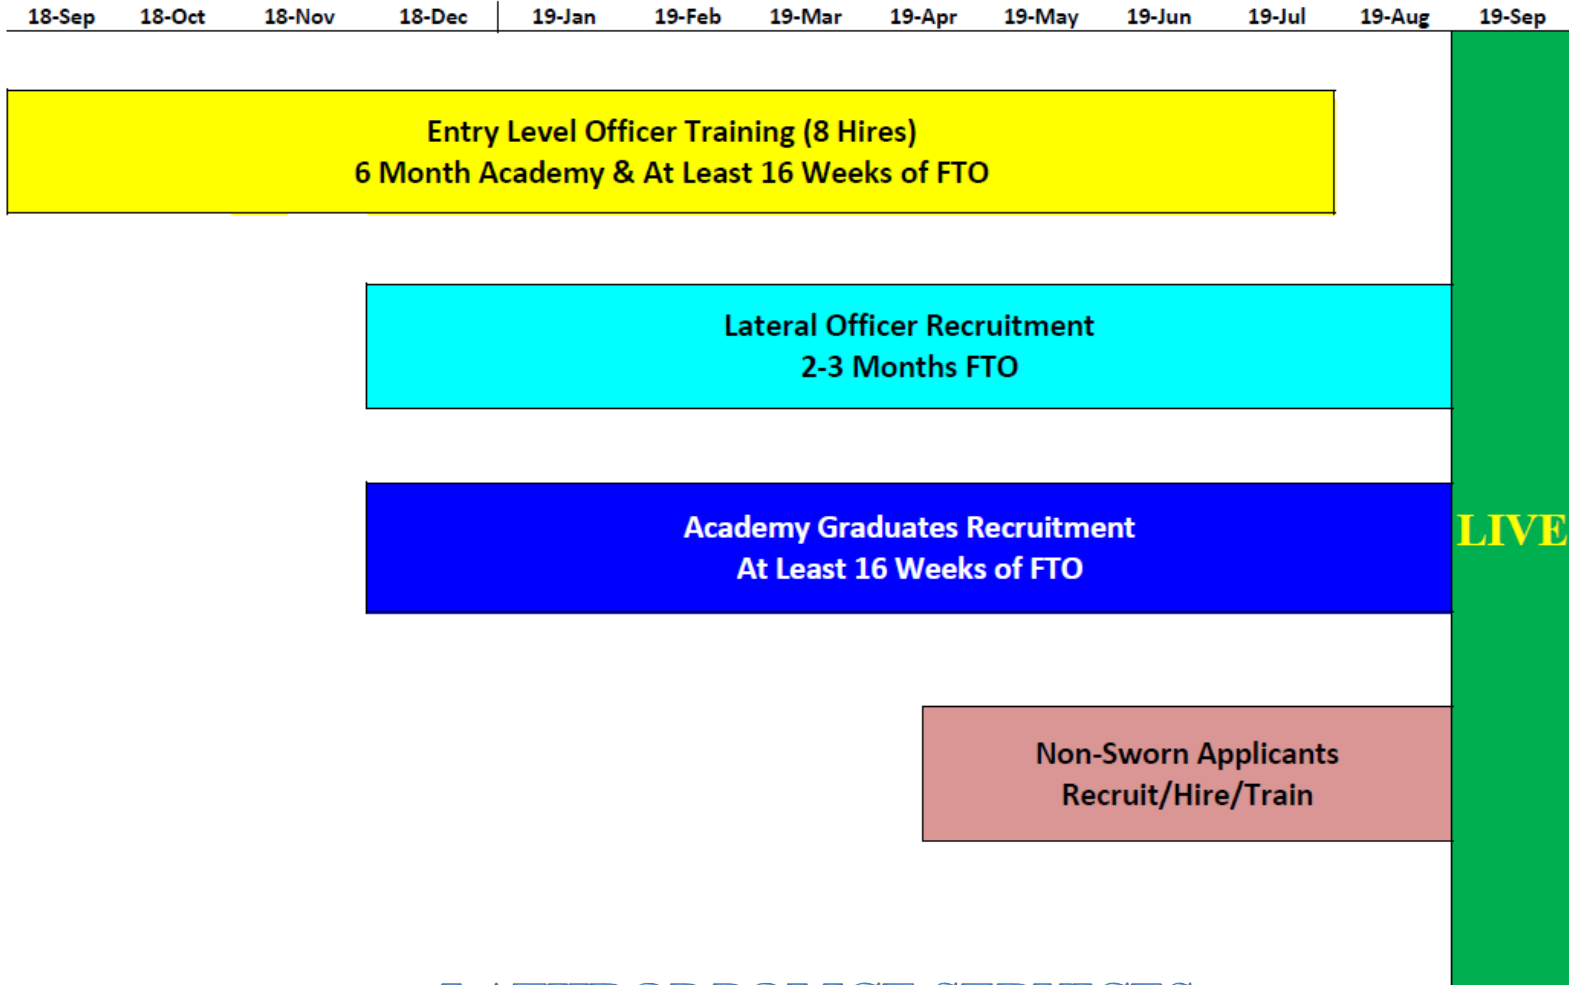 18-Sep 18-Oct 18-Nov 18-Dec 19-Jan 19-Feb 19-Mar 19-Apr 19-May 19-Jun 19-Jul 19-Aug 19-Sep
Entry Level Officer Training (8 Hires)
6 Month Academy & At Least 16 Weeks of FTO
Lateral Officer Recruitment
2-3 Months FTO
Academy Graduates Recruitment
At Least 16 Weeks of FTO
LIVE
Non-Sworn Applicants
Recruit/Hire/Train